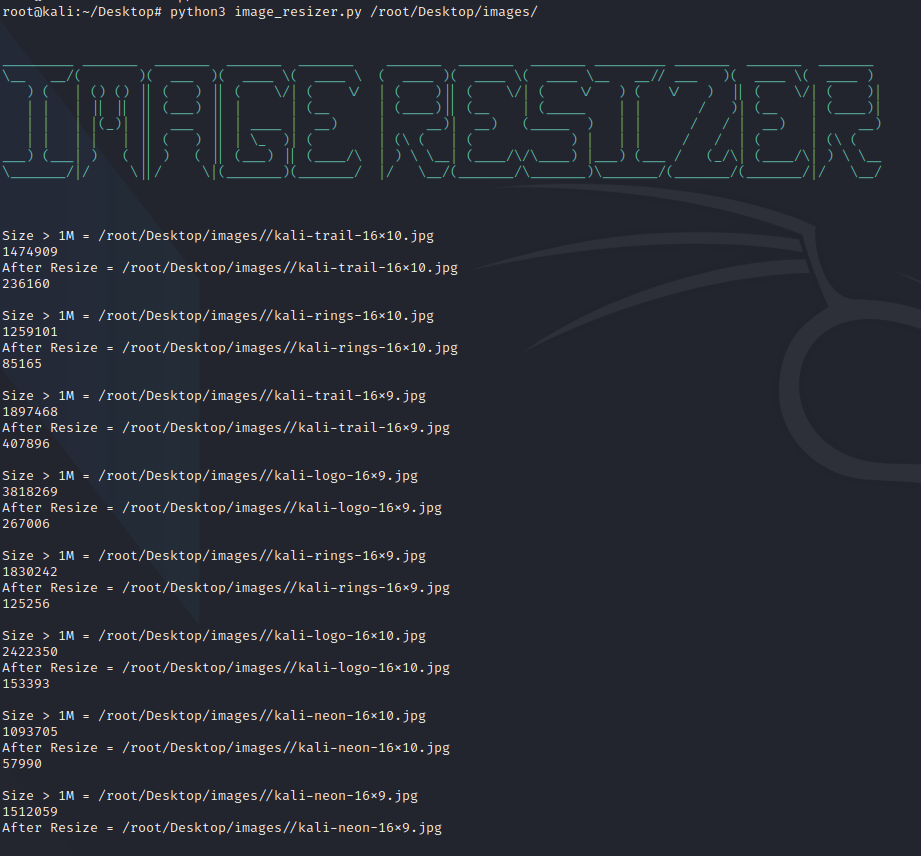 root@kali:~/Desktop# python3 image_resizer.py /root/Desktop/images/
IMAGE RESIZER
Size > 1M = /root/Desktop/images//kali-trail-16×10.jpg
1474909
After Resize = /root/Desktop/images//kali-trail-16×10.jpg
236160
Size > 1M = /root/Desktop/images//kali-rings-16×10.jpg
1259101
After Resize = /root/Desktop/images//kali-rings-16×10.jpg
85165
Size > 1M = /root/Desktop/images//kali-trail-16×9.jpg
1897468
After Resize = /root/Desktop/images//kali-trail-16×9.jpg
407896
Size > 1M = /root/Desktop/images//kali-logo-16×9.jpg
3818269
After Resize = /root/Desktop/images//kali-logo-16×9.jpg
267006
Size > 1M = /root/Desktop/images//kali-rings-16×9.jpg
1830242
After Resize = /root/Desktop/images//kali-rings-16×9.jpg
125256
Size > 1M = /root/Desktop/images//kali-logo-16×10.jpg
2422350
After Resize = /root/Desktop/images//kali-logo-16×10.jpg
153393
Size > 1M = /root/Desktop/images//kali-neon-16×10.jpg
1093705
After Resize = /root/Desktop/images//kali-neon-16×10.jpg
57990
Size > 1M = /root/Desktop/images//kali-neon-16×9.jpg
1512059
After Resize = /root/Desktop/images//kali-neon-16×9.jpg